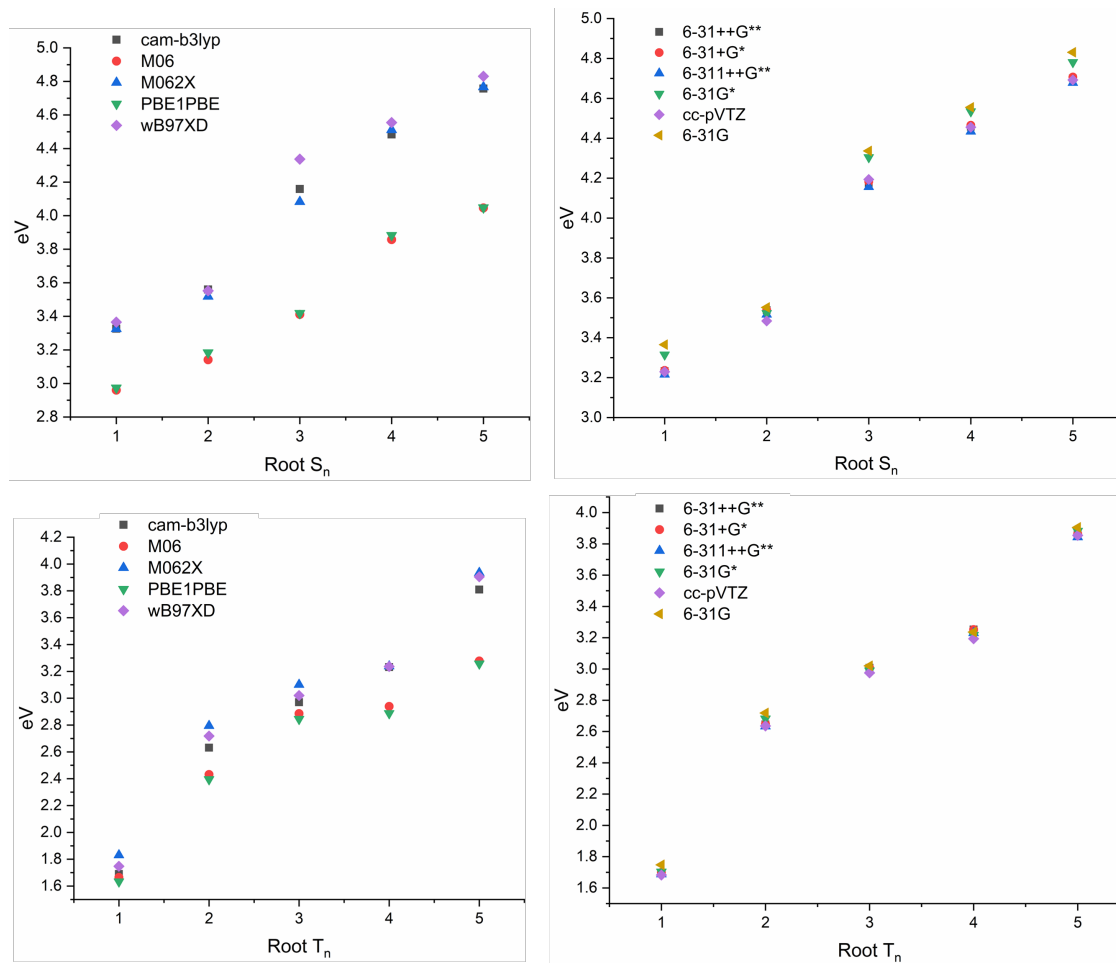 cam-b3lyp
M06
M062X
PBE1PBE
wB97XD
5.0
4.8
4.6
4.4
4.2
4.0
3.8
3.6
3.4
3.2
3.0
2.8
eV
1 2 3 4 5
Root Sn
6-31++G**
6-31+G*
6-311++G**
6-31G*
cc-pVTZ
6-31G
5.0
4.8
4.6
4.4
4.2
4.0
3.8
3.6
3.4
3.2
3.0
eV
1 2 3 4 5
Root Sn
cam-b3lyp
M06
M062X
PBE1PBE
wB97XD
4.2
4.0
3.8
3.6
3.4
3.2
3.0
2.8
2.6
2.4
2.2
2.0
1.8
1.6
eV
1 2 3 4 5
Root Tn
6-31++G**
6-31+G*
6-311++G**
6-31G*
cc-pVTZ
6-31G
4.0
3.8
3.6
3.4
3.2
3.0
2.8
2.6
2.4
2.2
2.0
1.8
1.6
eV
1 2 3 4 5
Root Tn